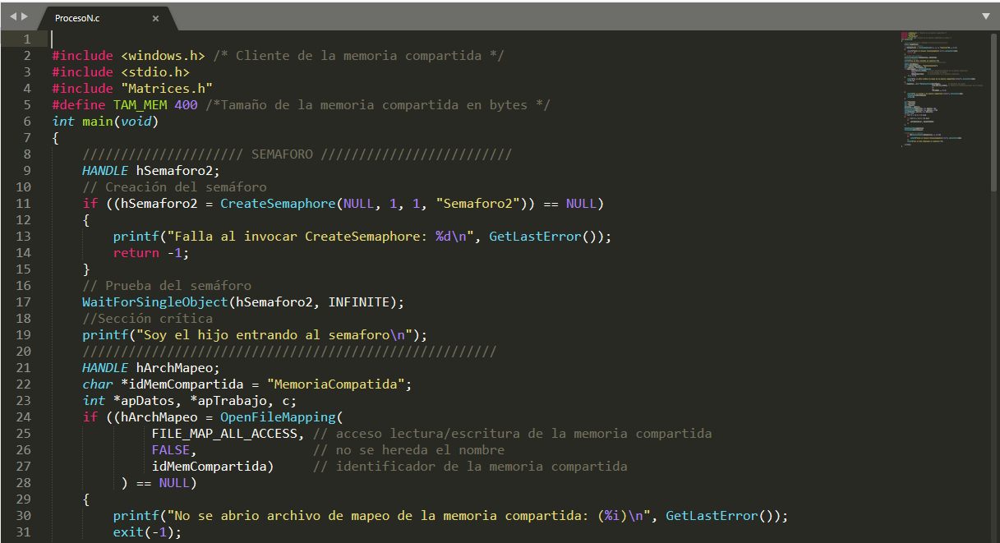 ProcesoN.c
1
2 #include <windows.h> /* Cliente de la memoria compartida */
3 #include <stdio.h>
4 #include "Matrices.h"
5 #define TAM_MEM 400 /*Tamaño de la memoria compartida en bytes */
6 int main(void)
7 {
8 ///////////////////// SEMAFORO /////////////////////////
9 HANDLE hSemaforo2;
10 // Creación del semáforo
11 if ((hSemaforo2 = CreateSemaphore(NULL, 1, 1, "Semaforo2")) == NULL)
12 {
13 printf("Falla al invocar CreateSemaphore: %d\n", GetLastError());
14 return -1;
15 }
16 // Prueba del semáforo
17 WaitForSingleObject(hSemaforo2, INFINITE);
18 //Sección crítica
19 printf("Soy el hijo entrando al semaforo\n");
20 //////////////////////////////////////////////////////
21 HANDLE hArchMapeo;
22 char *idMemCompartida = "MemoriaCompatida";
23 int *apDatos, *apTrabajo, c;
24 if ((hArchMapeo = OpenFileMapping(
25 FILE_MAP_ALL_ACCESS, // acceso lectura/escritura de la memoria compartida
26 FALSE, // no se hereda el nombre
27 idMemCompartida) // identificador de la memoria compartida
28 ) == NULL)
29 {
30 printf("No se abrio archivo de mapeo de la memoria compartida: (%i)\n", GetLastError());
31 exit(-1);